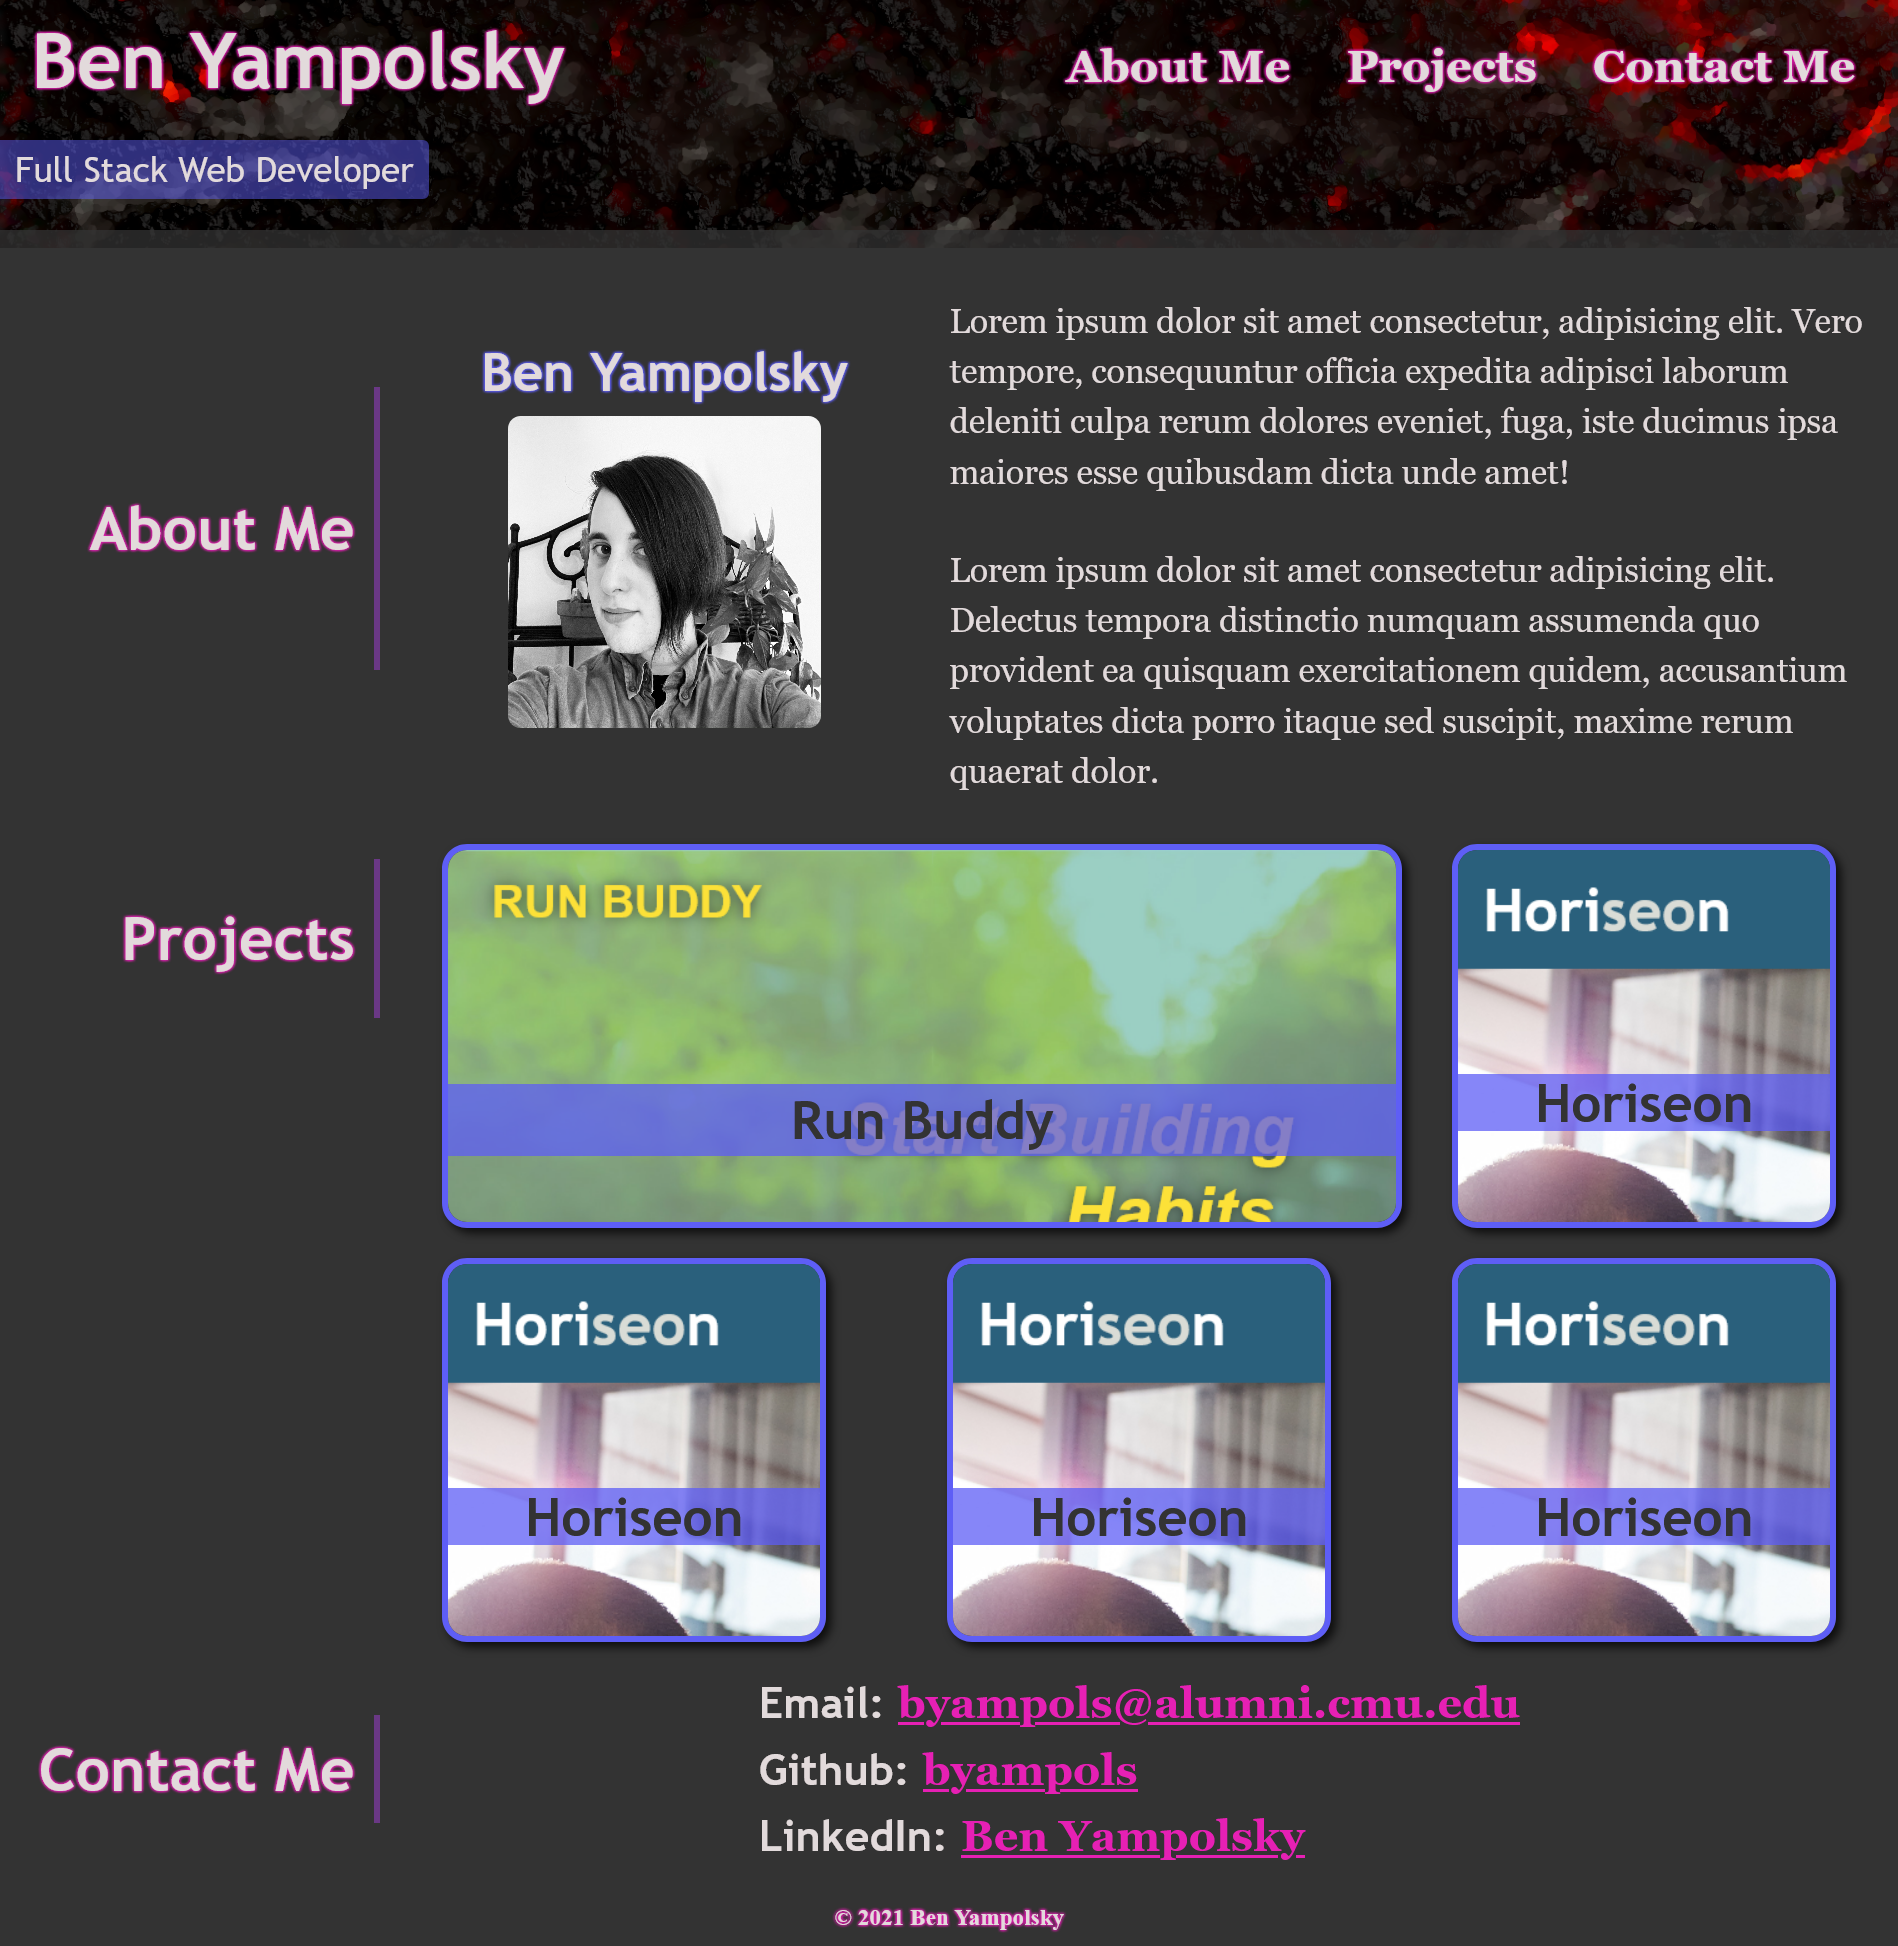 Ben Yampolsky
About Me Projects Contact Me
Full Stack Web Developer
About Me
Ben Yampolsky
Lorem ipsum dolor sit amet consectetur, adipisicing elit. Vero
tempore, consequuntur officia expedita adipisci laborum
deleniti culpa rerum dolores eveniet, fuga, iste ducimus ipsa
maiores esse quibusdam dicta unde amet!
Lorem ipsum dolor sit amet consectetur adipisicing elit.
Delectus tempora distinctio numquam assumenda quo
provident ea quisquam exercitationem quidem, accusantium
voluptates dicta porro itaque sed suscipit, maxime rerum
quaerat dolor.
Projects
RUN BUDDY
Start Building
Habits
Run Buddy
Horiseon
Horiseon
Horiseon
Horiseon
Horiseon
Horiseon
Horiseon
Horiseon
Contact Me
Email: byampols@alumni.cmu.edu
Github: byampols
LinkedIn: Ben Yampolsky
© 2021 Ben Yampolsky